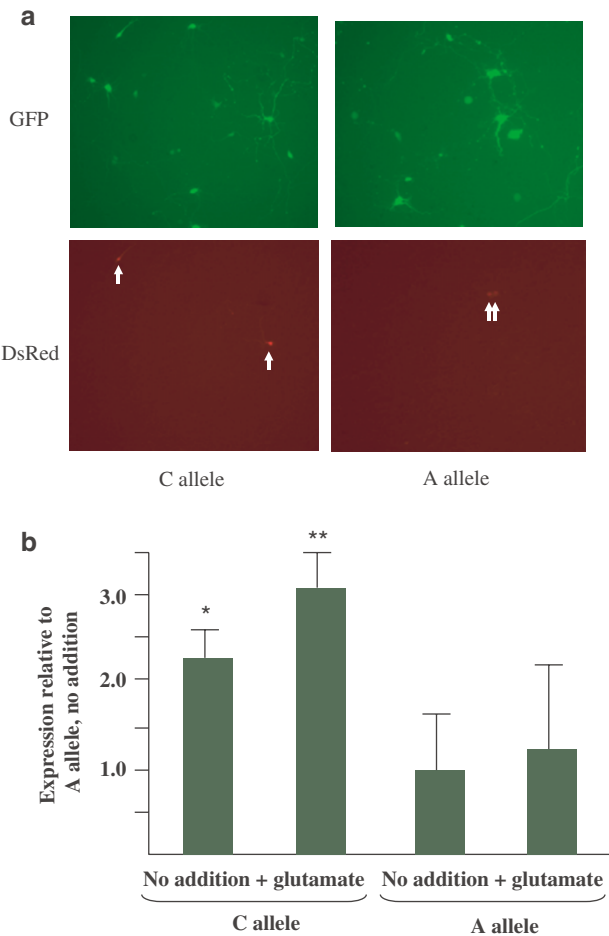 a
GFP
DsRed
C allele
A allele
b
Expression relative to
A allele, no addition
3.0
2.0
1.0
*
**
No addition + glutamate
No addition + glutamate
C allele
A allele